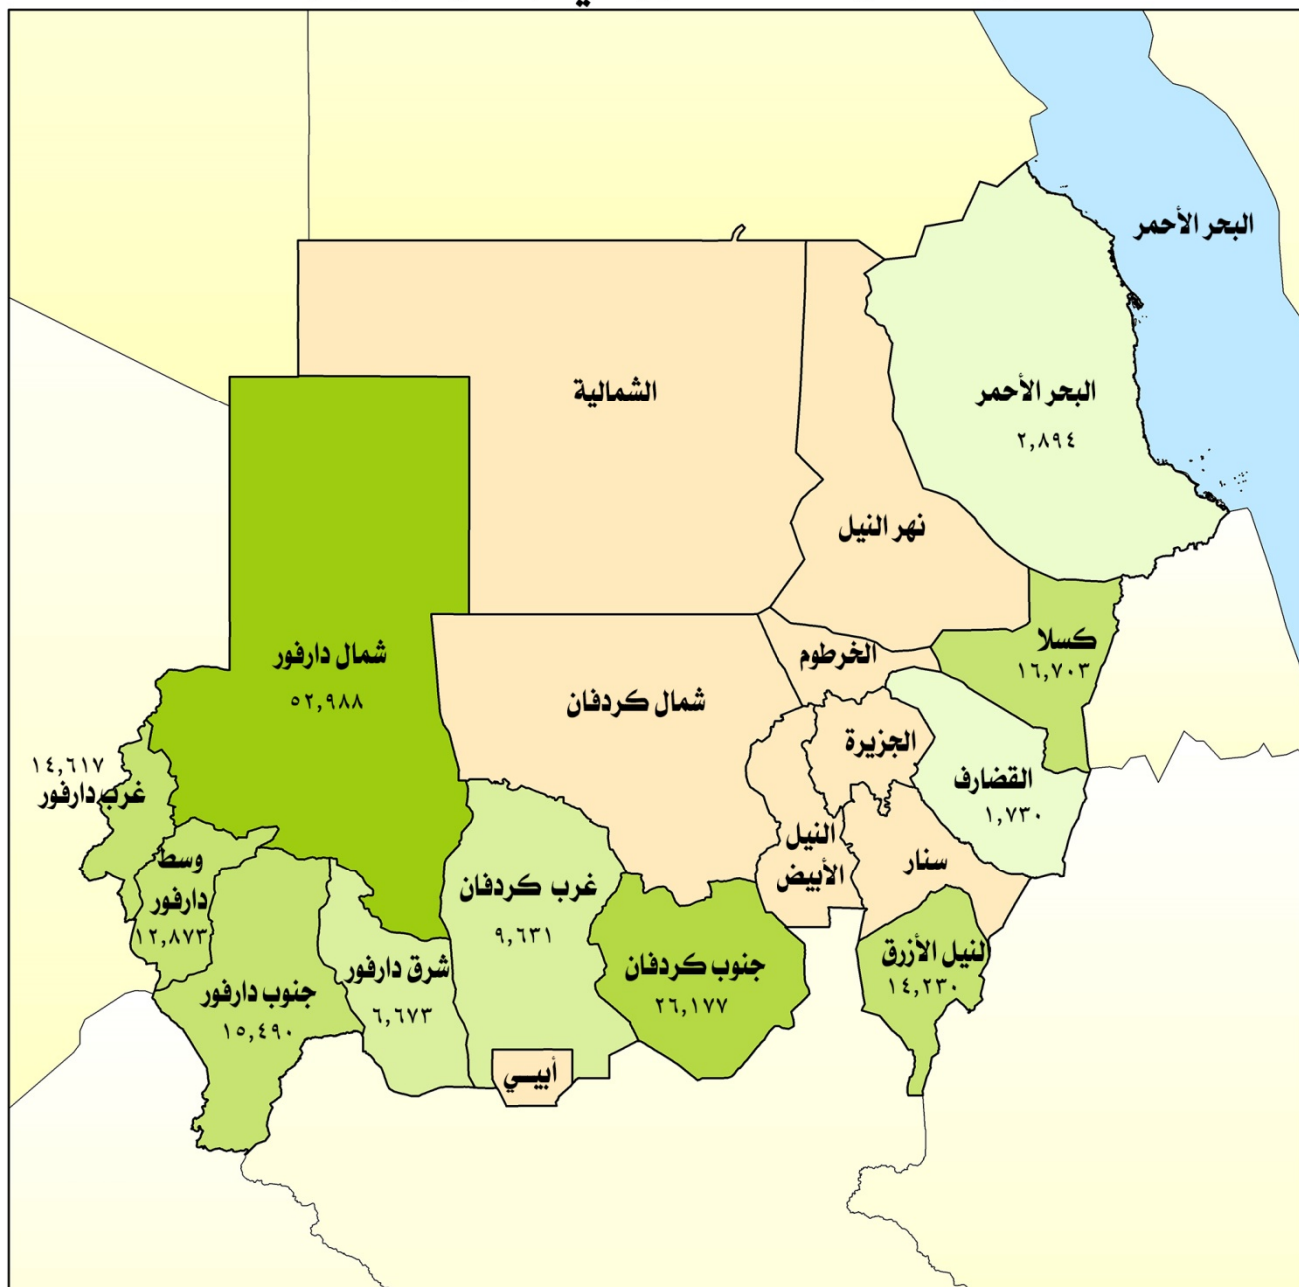 البحر الأحمر
الشمالية
البحر الأحمر
٢,٨٩٤
نهر النيل
كسلا
١٦,٧٠٣
شمال دارفور
٥٢,٩٨٨
الخرطوم
شمال كردفان
الجزيرة
١٤,٦١٧
غرب دارفور
القضارف
١,٧٣٠
النيل
الأبيض
سنار
وسط
دارفور
١٢,٨٧٣
غرب كردفان
٩,٦٣١
جنوب كردفان
٢٦,١٧٧
لنيل الأزرق
١٤,٢٣٠
شرق دارفور
٦,٦٧٣
جنوب دارفور
١٥,٤٩٠
أبيــي